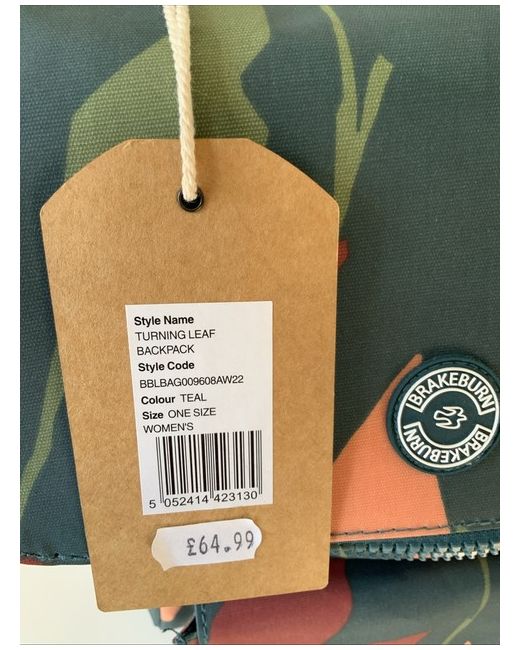 Style Name
TURNING LEAF
BACKPACK
Style Code
BBLBAG009608AW22
Colour TEAL
Size ONE SIZE
WOMEN'S
5 052414 423130
£64.99
BRAKEBURN
BRAKEBURN